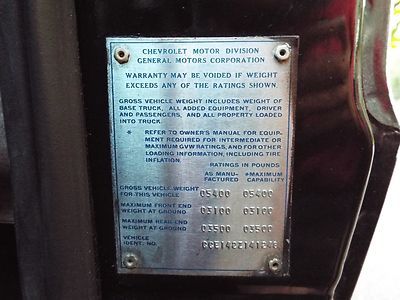 CHEVROLET MOTOR DIVISION
GENERAL MOTORS CORPORATION
WARRANTY MAY BE VOIDED IF WEIGHT
EXCEEDS ANY OF THE RATINGS SHOWN.
GROSS VEHICLE WEIGHT INCLUDES WEIGHT OF
BASE TRUCK, ALL ADDED EQUIPMENT, DRIVER
AND PASSENGERS, AND ALL PROPERTY LOADED
INTO TRUCK.
* REFER TO OWNER'S MANUAL FOR EQUIP-
MENT REQUIRED FOR INTERMEDIATE OR
MAXIMUM GVW RATINGS, AND FOR OTHER
LOADING INFORMATION, INCLUDING TIRE
INFLATION.
RATINGS IN POUNDS
AS MANU- *MAXIMUM
FACTURED CAPABILITY
GROSS VEHICLE WEIGHT
FOR THIS VEHICLE 05400 05400
MAXIMUM FRONT END
WEIGHT AT GROUND 03100 03100
MAXIMUM REAR END
WEIGHT AT GROUND 03500 03500
VEHICLE
IDENT. NO.